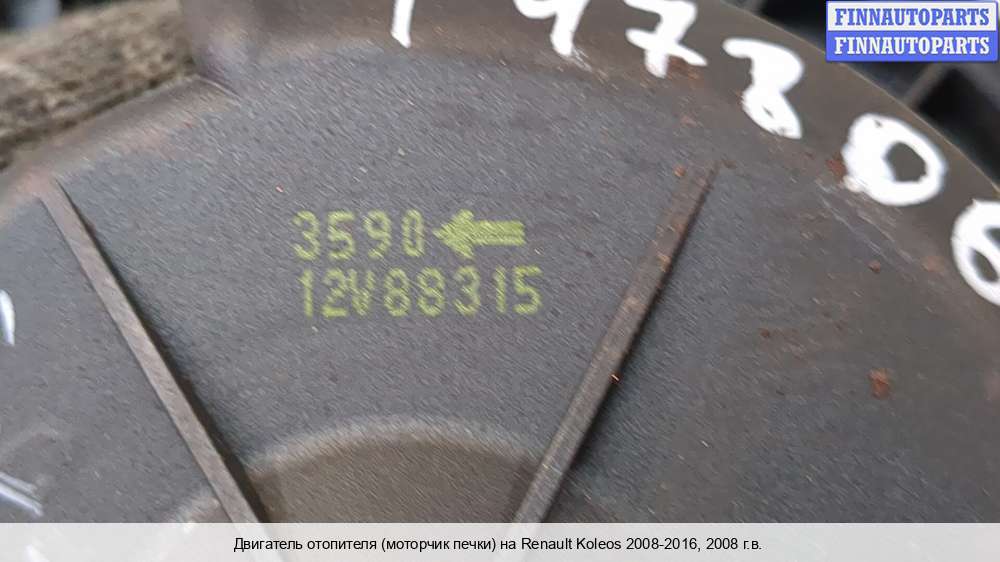 FINNAUTOPARTS
FINNAUTOPARTS
3590
12V88315
Двигатель отопителя (моторчик печки) на Renault Koleos 2008-2016, 2008 г.в.